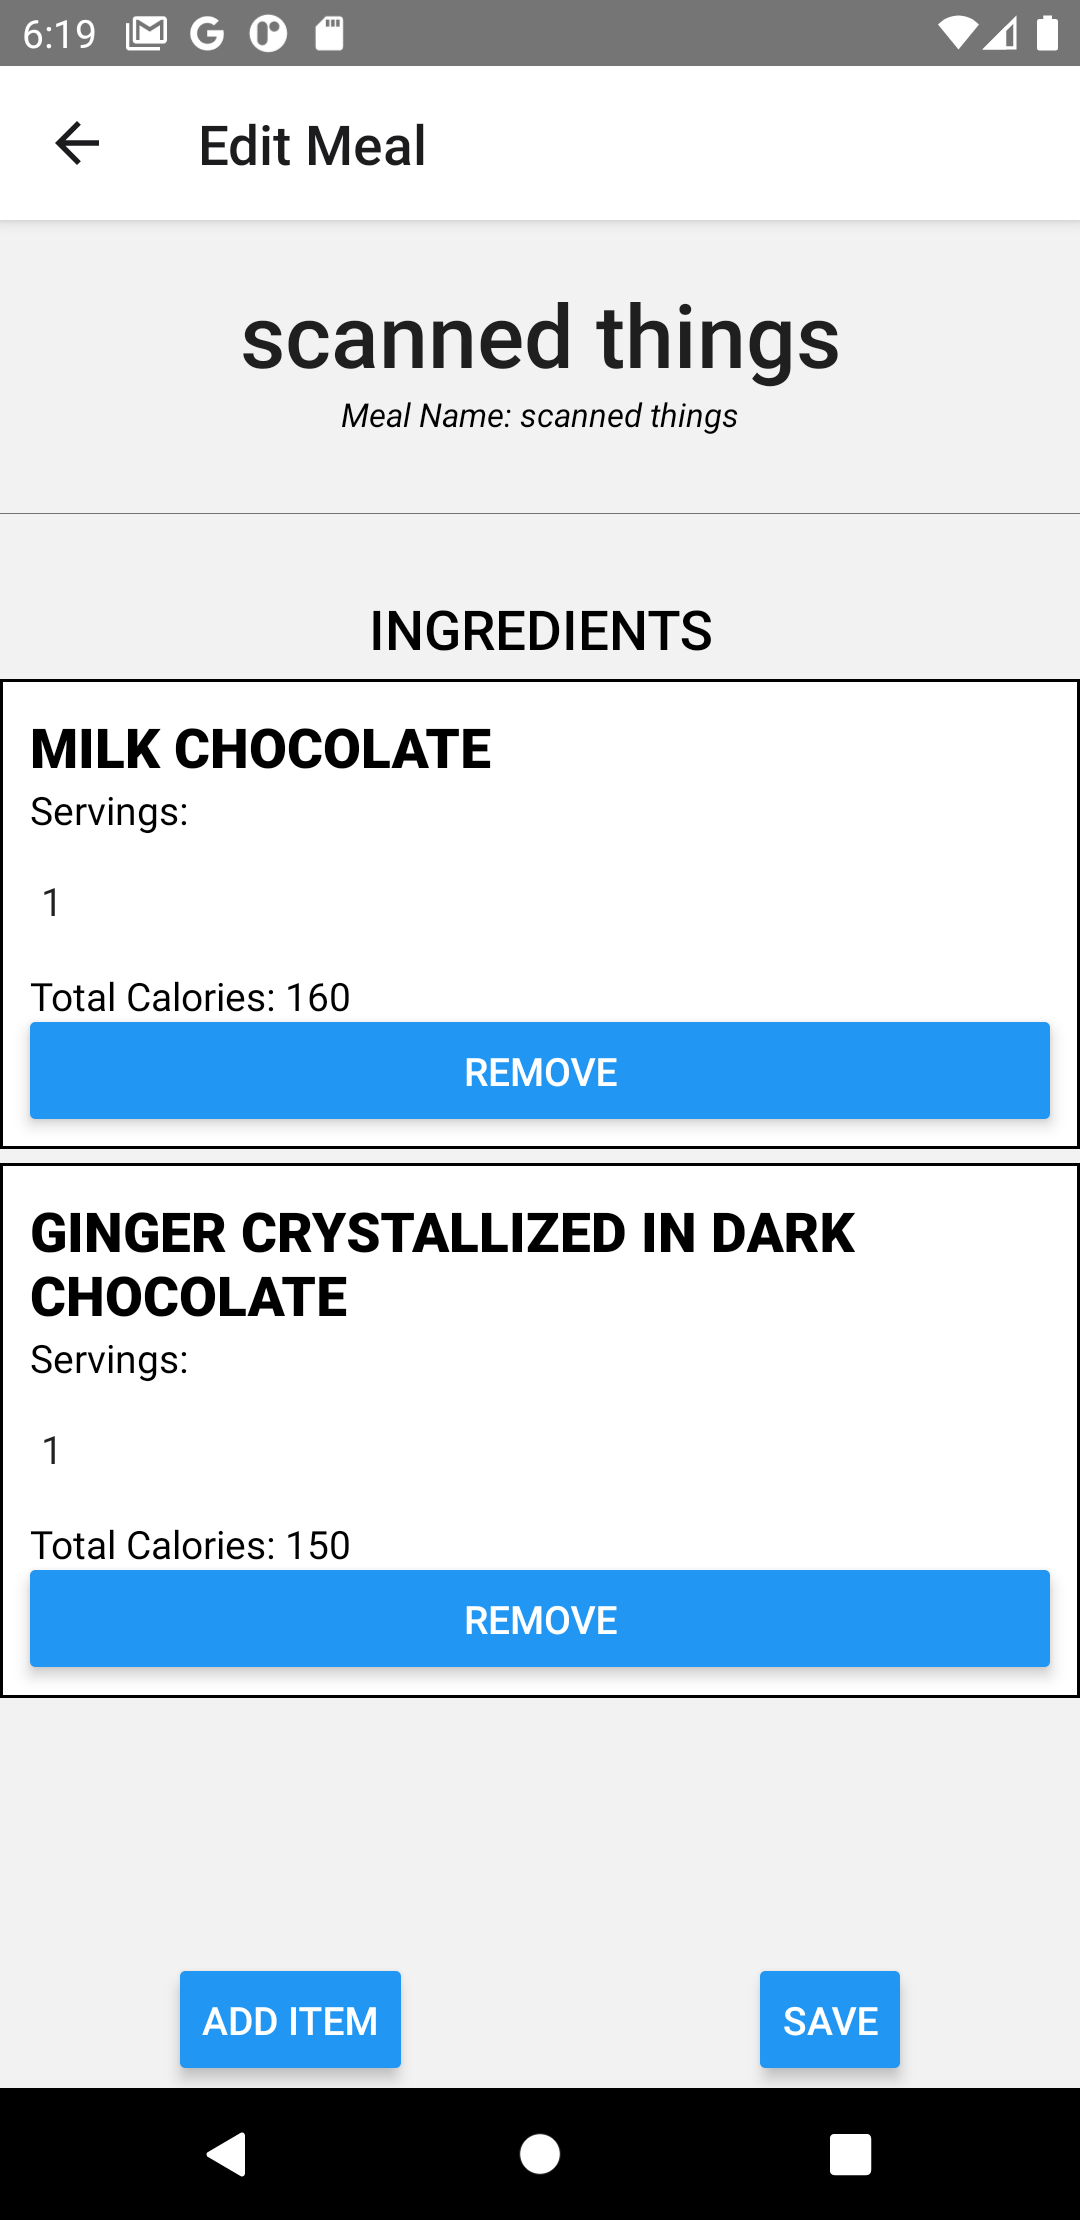 6:19
Edit Meal
scanned things
Meal Name: scanned things
INGREDIENTS
MILK CHOCOLATE
Servings:
1
Total Calories: 160
REMOVE
GINGER CRYSTALLIZED IN DARK
CHOCOLATE
Servings:
1
Total Calories: 150
REMOVE
ADD ITEM
SAVE